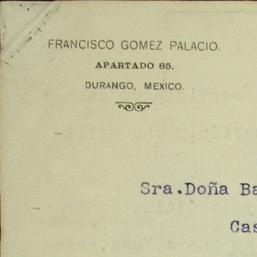 FRANCISCO GOMEZ PALACIO.
APARTADO 85.
DURANGO, MEXICO.
Sra.Doña Ba
Cas